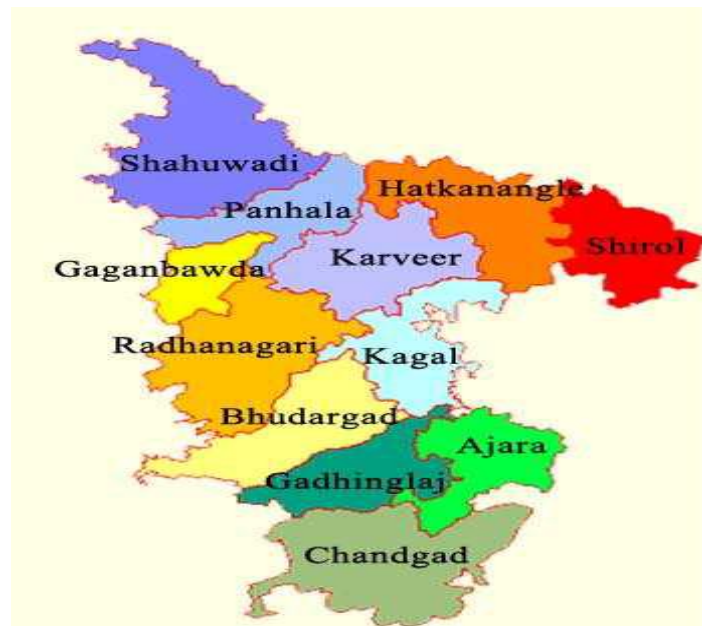 Shahuwadi
Hatkanangle
Panhala
Shirol
Karveer
Gaganbawda
Radhanagari
Kagal
Bhudargad
Ajara
Gadhinglaj
Chandgad